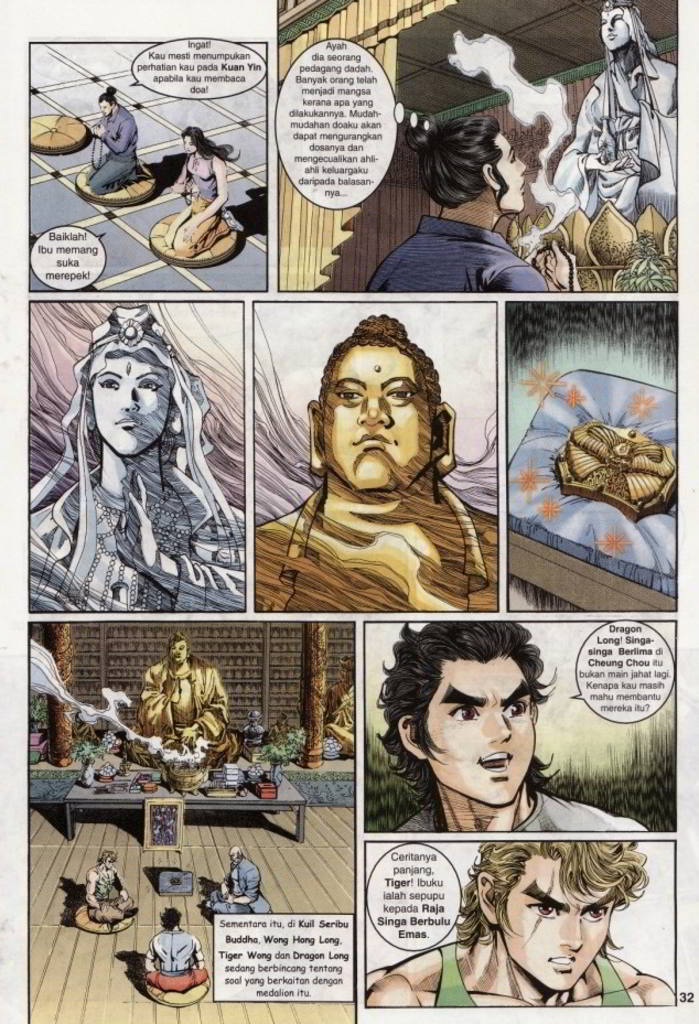 Ingat!
Kau mesti menumpukan
perhatian kau pada Kuan Yin
apabila kau membaca
doa!
Baiklah!
Ibu memang
suka
merepek!
Ayah
dia seorang
pedagang dadah.
Banyak orang telah
menjadi mangsa
kerana apa yang
dilakukannya. Mudah-
mudahan doaku akan
dapat mengurangkan
dosanya dan
mengecualikan ahli-
ahli keluargaku
daripada balasan-
nya...
Sementara itu, di Kuil Seribu
Buddha, Wong Hong Long,
Tiger Wong dan Dragon Long
sedang berbincang tentang
soal yang berkaitan dengan
medalion itu.
Dragon
Long! Singa-
singa Berlima di
Cheung Chou itu
bukan main jahat lagi.
Kenapa kau masih
mahu membantu
mereka itu?
Ceritanya
panjang,
Tiger! Ibuku
ialah sepupu
kepada Raja
Singa Berbulu
Emas.
32